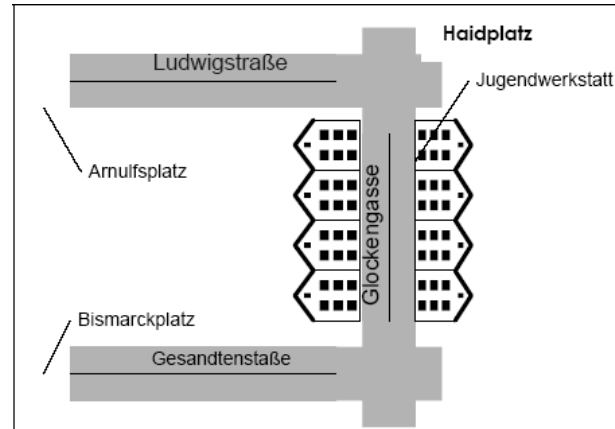 Haidplatz
Ludwigstraße
Jugendwerkstatt
Arnulfsplatz
Glockengasse
Bismarckplatz
Gesandtenstaße